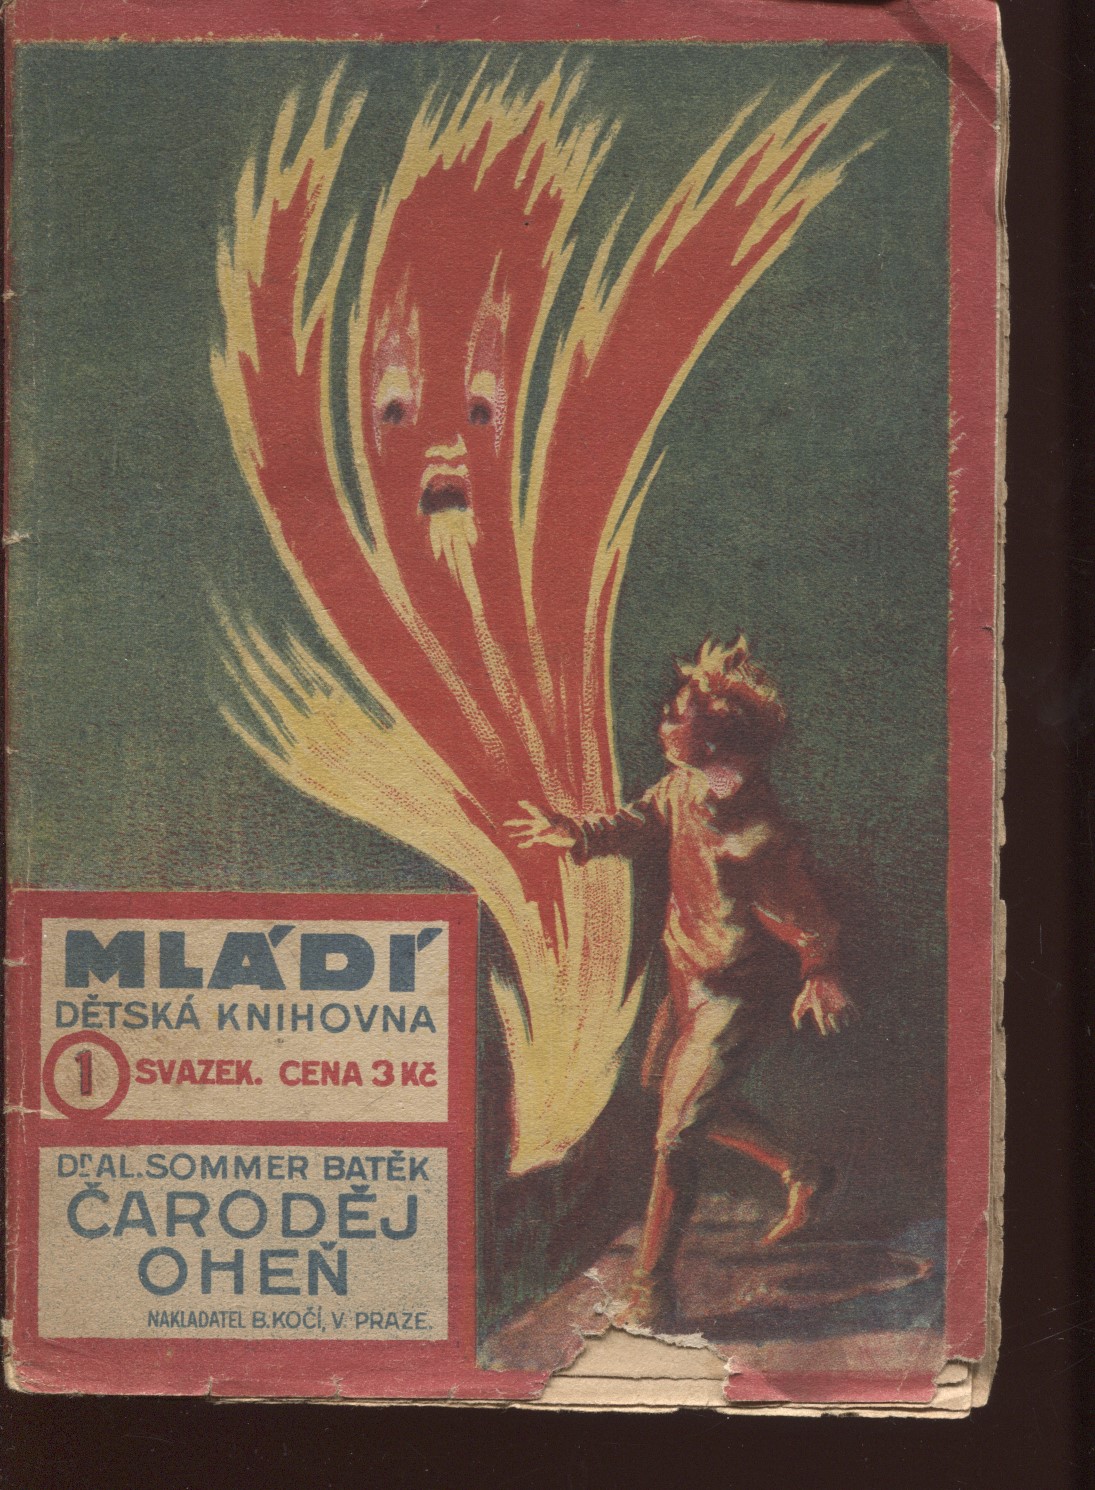 MLÁDÍ
DĚTSKÁ KNIHOVNA
1 SVAZEK. CENA 3 Kč
Dr AL. SOMMER BATĚK
ČARODĚJ
OHEŇ
NAKLADATEL B. KOČÍ, V PRAZE.